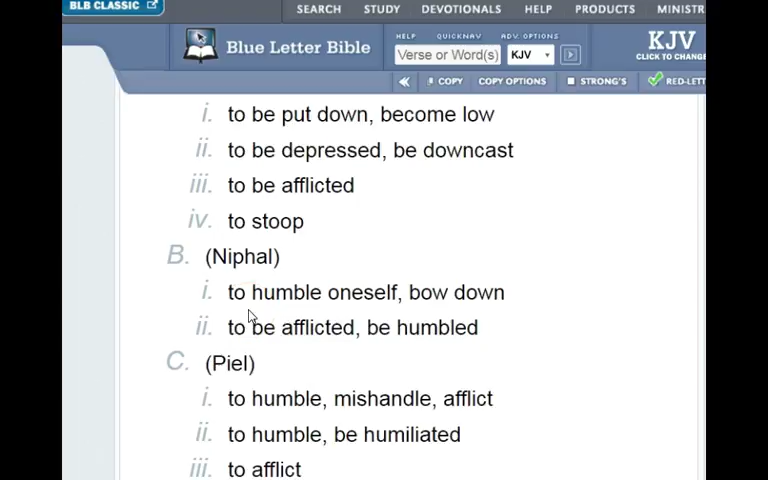 BLB CLASSIC
SEARCH STUDY DEVOTIONALS HELP PRODUCTS MINISTR
Blue Letter Bible
HELP QUICKNAV ADV. OPTIONS
Verse or Word(s) KJV
KJV
CLICK TO CHANGE
COPY COPY OPTIONS STRONG'S RED-LETT
i. to be put down, become low
ii. to be depressed, be downcast
iii. to be afflicted
iv. to stoop
B. (Niphal)
i. to humble oneself, bow down
ii. to be afflicted, be humbled
C. (Piel)
i. to humble, mishandle, afflict
ii. to humble, be humiliated
iii. to afflict